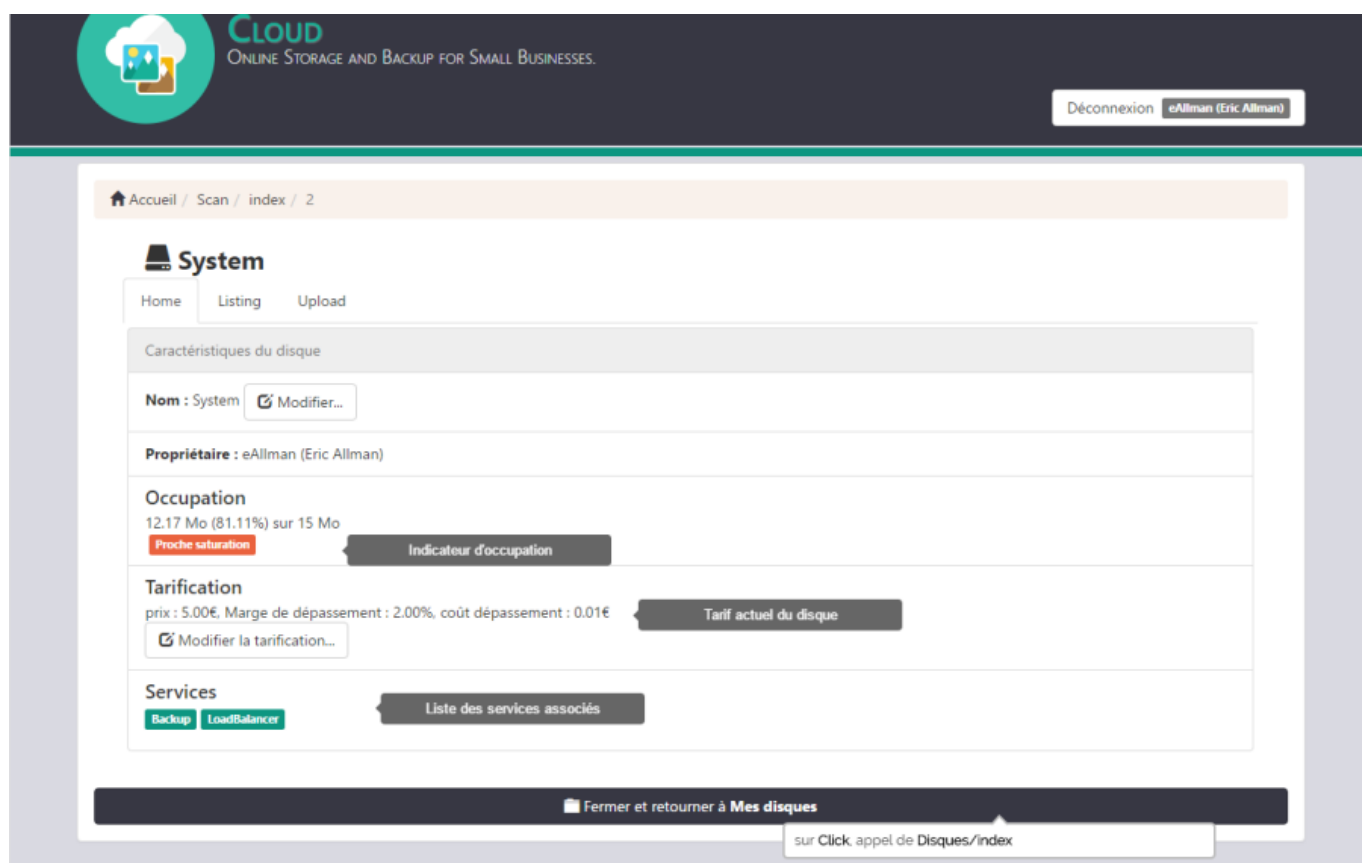 CLOUD
ONLINE STORAGE AND BACKUP FOR SMALL BUSINESSES.
Déconnexion eAllman (Eric Allman)
Accueil / Scan / index / 2
System
Home Listing Upload
Caractéristiques du disque
Nom : System Modifier...
Propriétaire : eAllman (Eric Allman)
Occupation
12.17 Mo (81.11%) sur 15 Mo
Proche saturation Indicateur d'occupation
Tarification
prix : 5.00€, Marge de dépassement : 2.00%, coût dépassement : 0.01€ Tarif actuel du disque
Modifier la tarification...
Services
Backup LoadBalancer Liste des services associés
Fermer et retourner à Mes disques
sur Click, appel de Disques/index